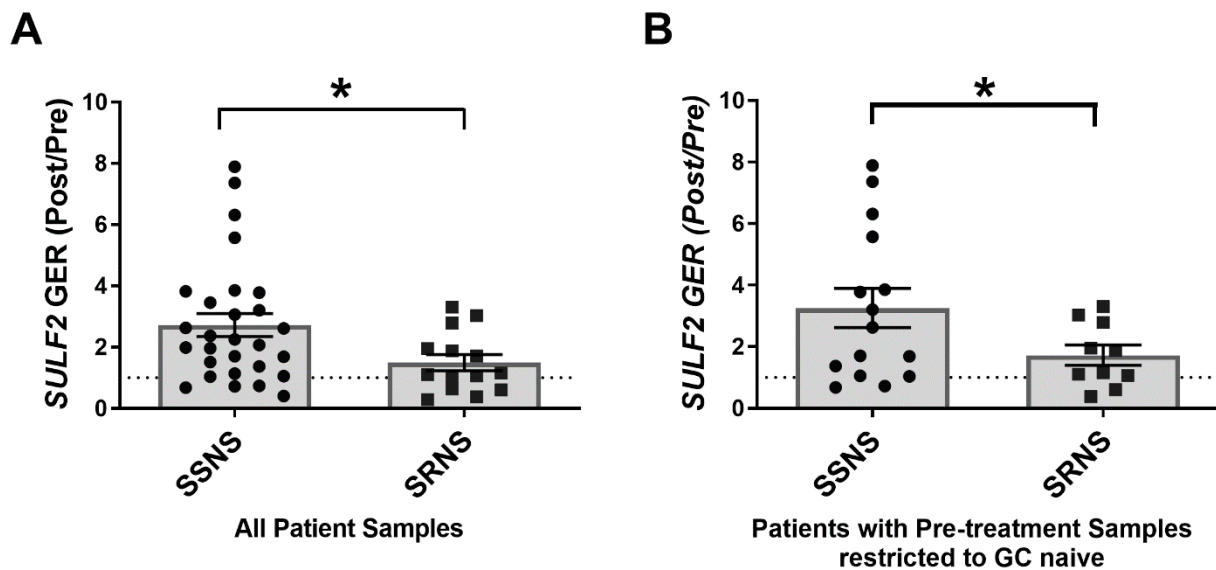 A
*
SULF2 GER (Post/Pre)
10
8
6
4
2
0
SSNS
SRNS
All Patient Samples
B
*
SULF2 GER (Post/Pre)
10
8
6
4
2
0
SSNS
SRNS
Patients with Pre-treatment Samples
restricted to GC naive